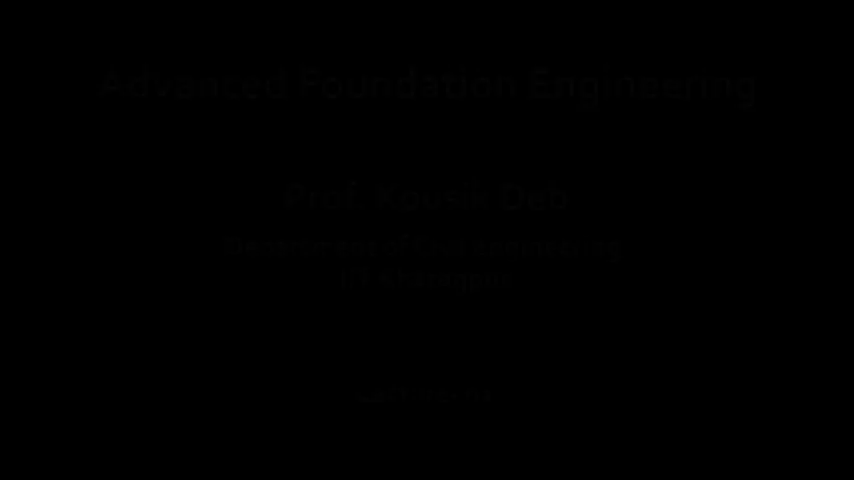 Advanced Foundation Engineering
Prof. Kousik Deb
Department of Civil Engineering
IIT Kharagpur